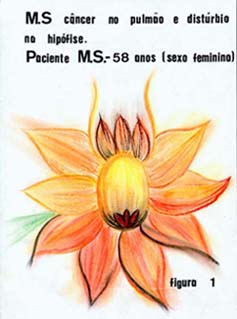 M.S câncer no pulmão e distúrbio
na hipófise.
Paciente M.S.- 58 anos (sexo feminino)
figura 1